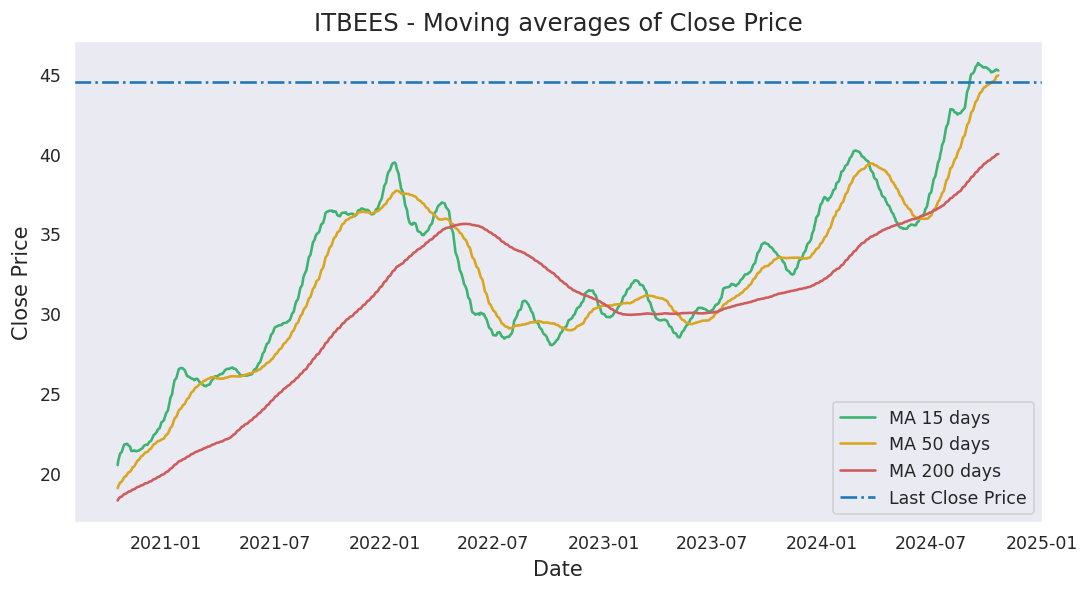 ITBEES - Moving averages of Close Price
Close Price
45
40
35
30
25
20
MA 15 days
MA 50 days
MA 200 days
Last Close Price
2021-01 2021-07 2022-01 2022-07 2023-01 2023-07 2024-01 2024-07 2025-01
Date